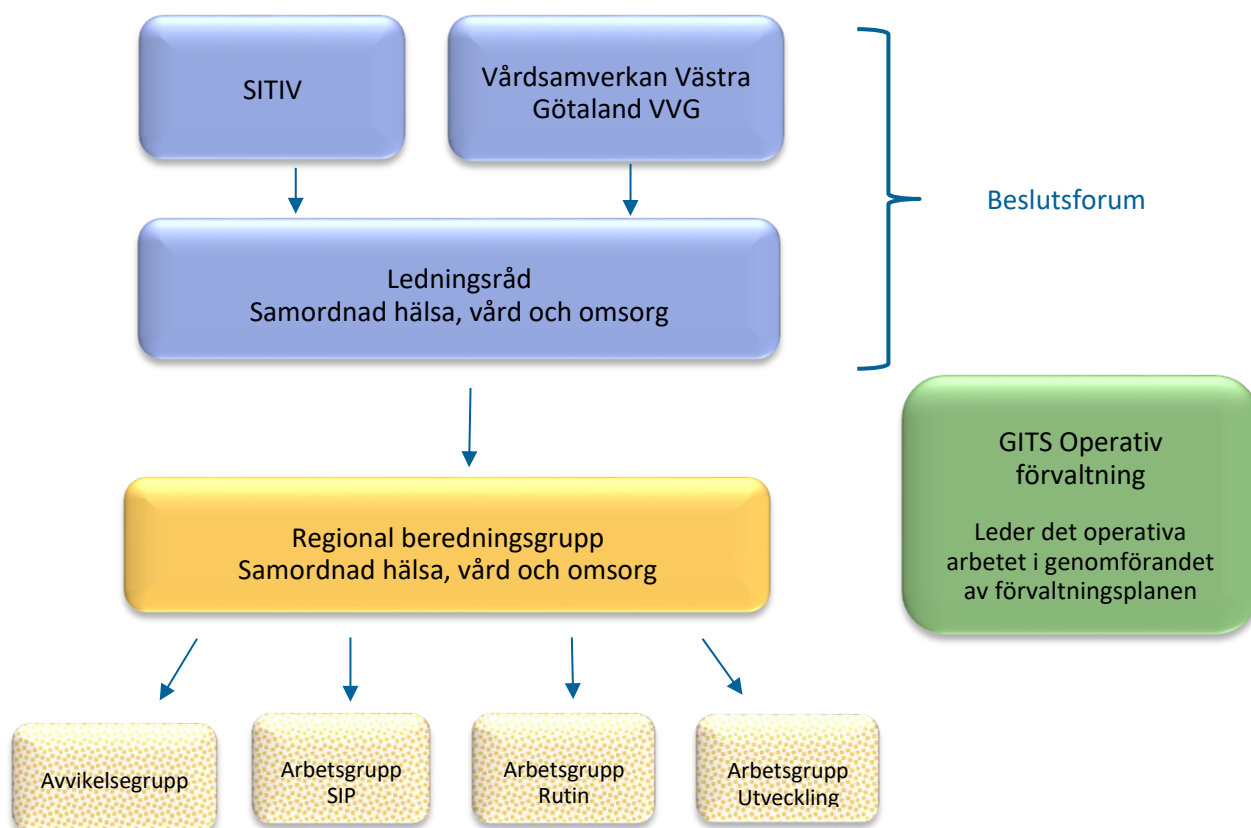 SITIV
Vårdsamverkan Västra
Götaland VVG
Beslutsforum
Ledningsråd
Samordnad hälsa, vård och omsorg
GITS Operativ
förvaltning
Leder det operativa
arbetet i genomförandet
av förvaltningsplanen
Regional beredningsgrupp
Samordnad hälsa, vård och omsorg
Avvikelsegrupp
Arbetsgrupp
SIP
Arbetsgrupp
Rutin
Arbetsgrupp
Utveckling